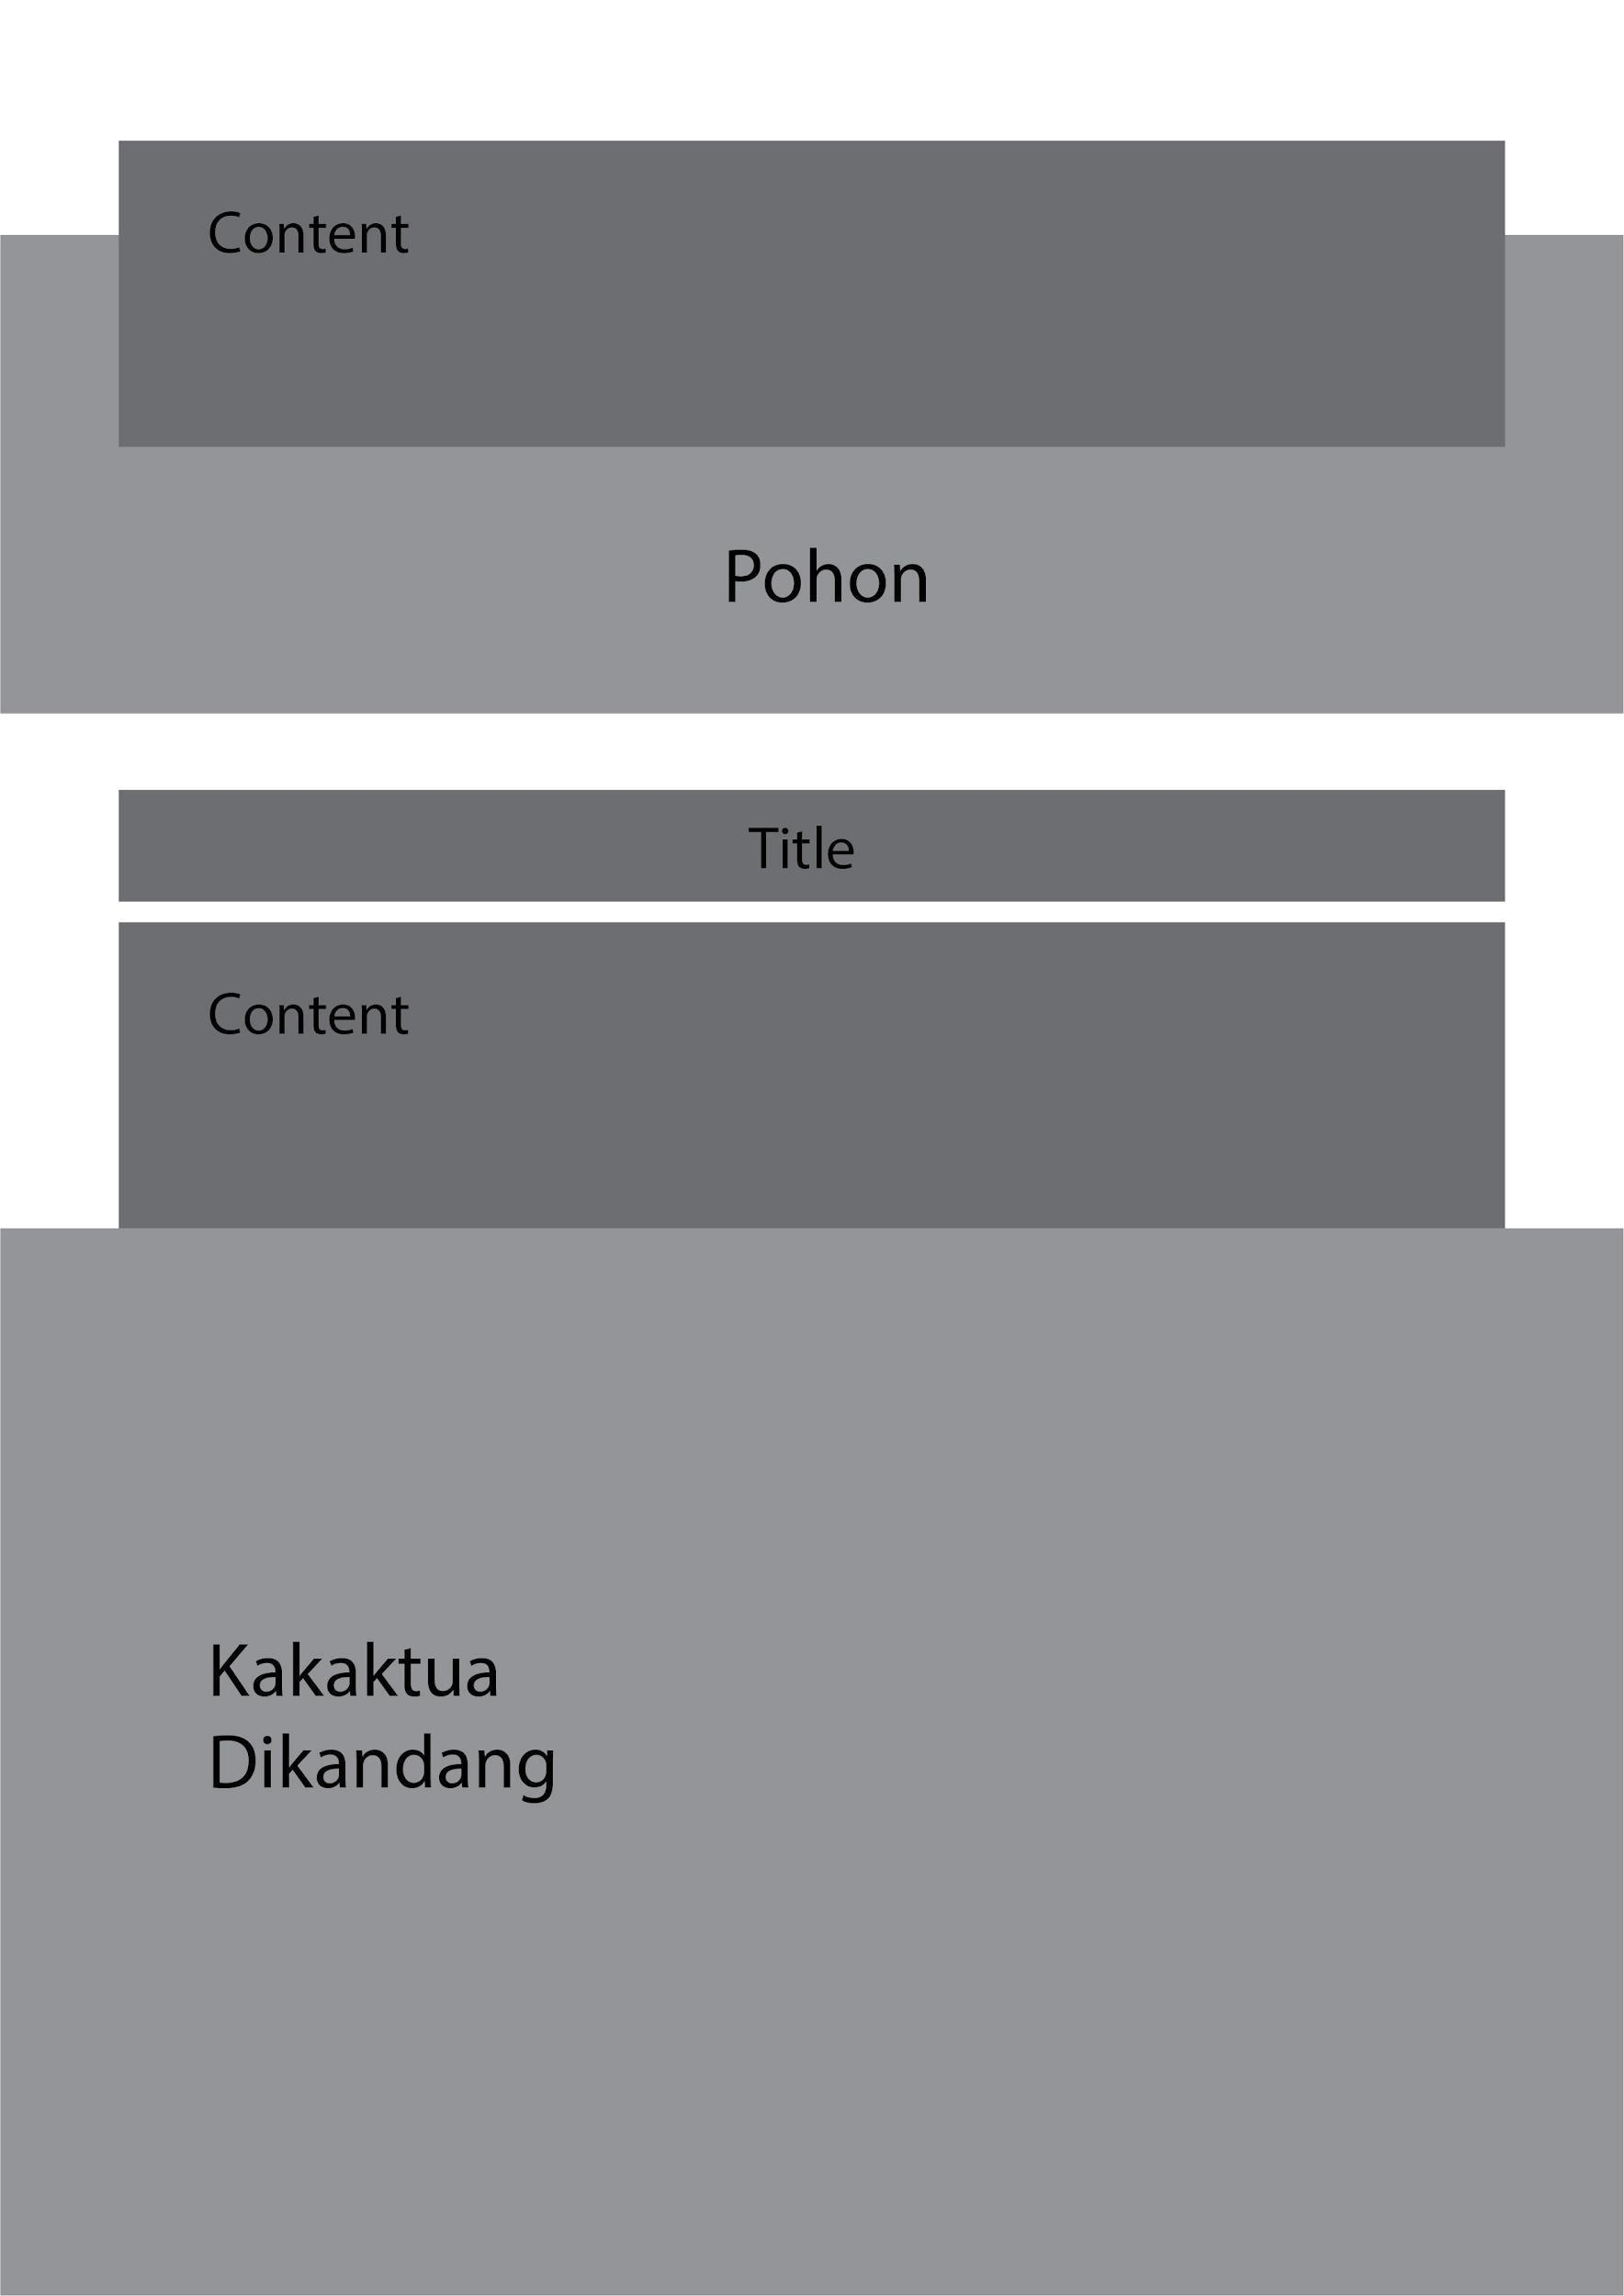 Content
Pohon
Title
Content
Kakaktua
Dikandang